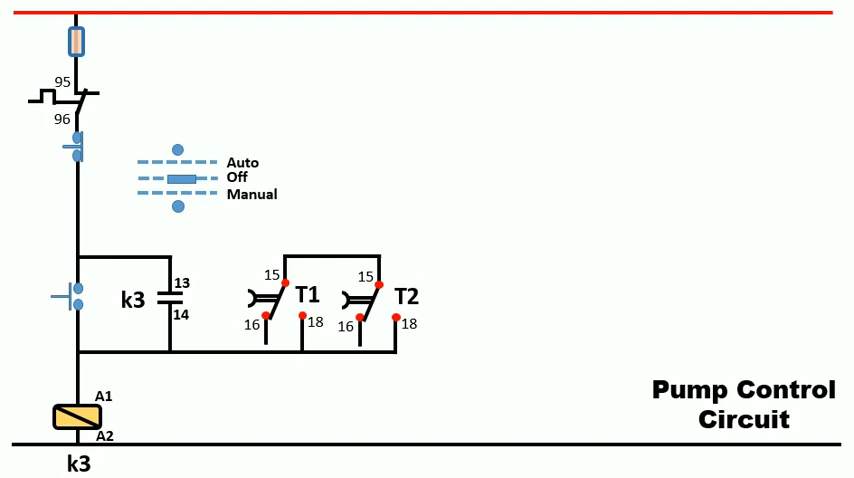 95
96
Auto
Off
Manual
k3
13
14
15
T1
16
18
15
T2
16
18
A1
A2
k3
Pump Control
Circuit